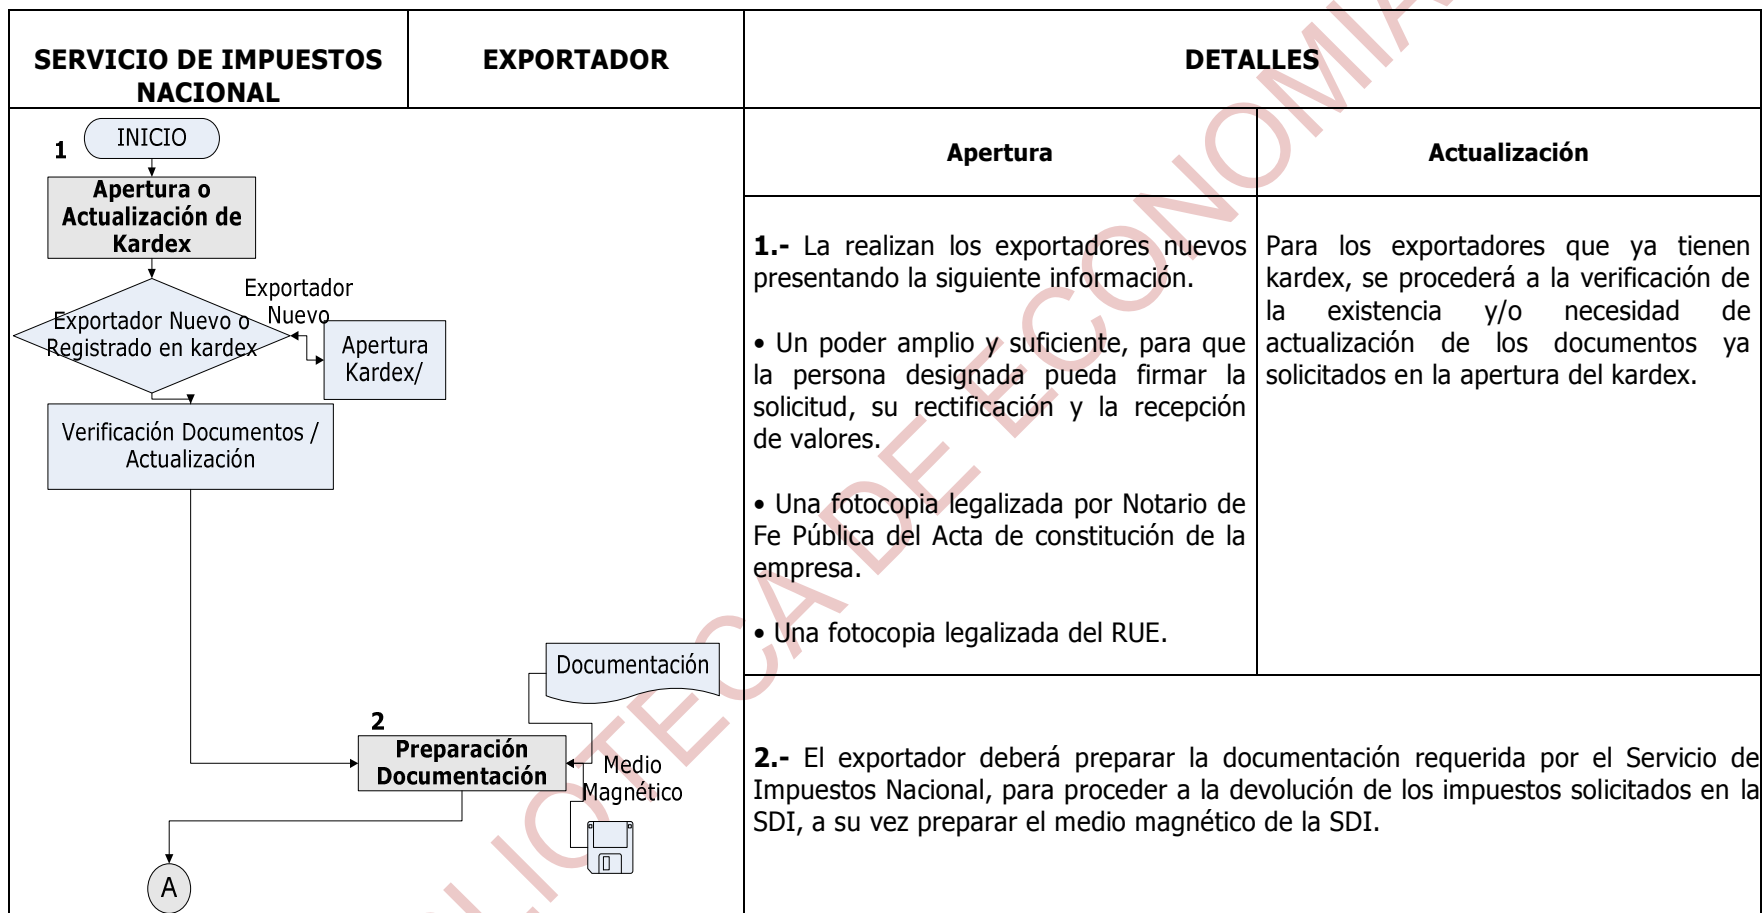 SERVICIO DE IMPUESTOS
NACIONAL
EXPORTADOR
DETALLES
1
INICIO
Apertura o
Actualización de
Kardex
Exportador
Nuevo
Exportador Nuevo o
Registrado en kardex
Apertura
Kardex/
Verificación Documentos /
Actualización
Documentación
2
Preparación
Documentación
Medio
Magnético
A
Apertura
Actualización
1.- La realizan los exportadores nuevos
presentando la siguiente información.
• Un poder amplio y suficiente, para que
la persona designada pueda firmar la
solicitud, su rectificación y la recepción
de valores.
• Una fotocopia legalizada por Notario de
Fe Pública del Acta de constitución de la
empresa.
• Una fotocopia legalizada del RUE.
Para los exportadores que ya tienen
kardex, se procederá a la verificación de
la existencia y/o necesidad de
actualización de los documentos ya
solicitados en la apertura del kardex.
2.- El exportador deberá preparar la documentación requerida por el Servicio de
Impuestos Nacional, para proceder a la devolución de los impuestos solicitados en la
SDI, a su vez preparar el medio magnético de la SDI.
LIOTECA DE ECONOMIA